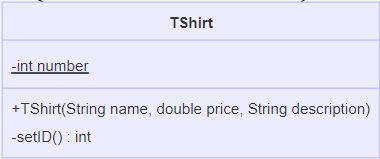 TShirt
-int number
+TShirt(String name, double price, String description)
-setID() : int